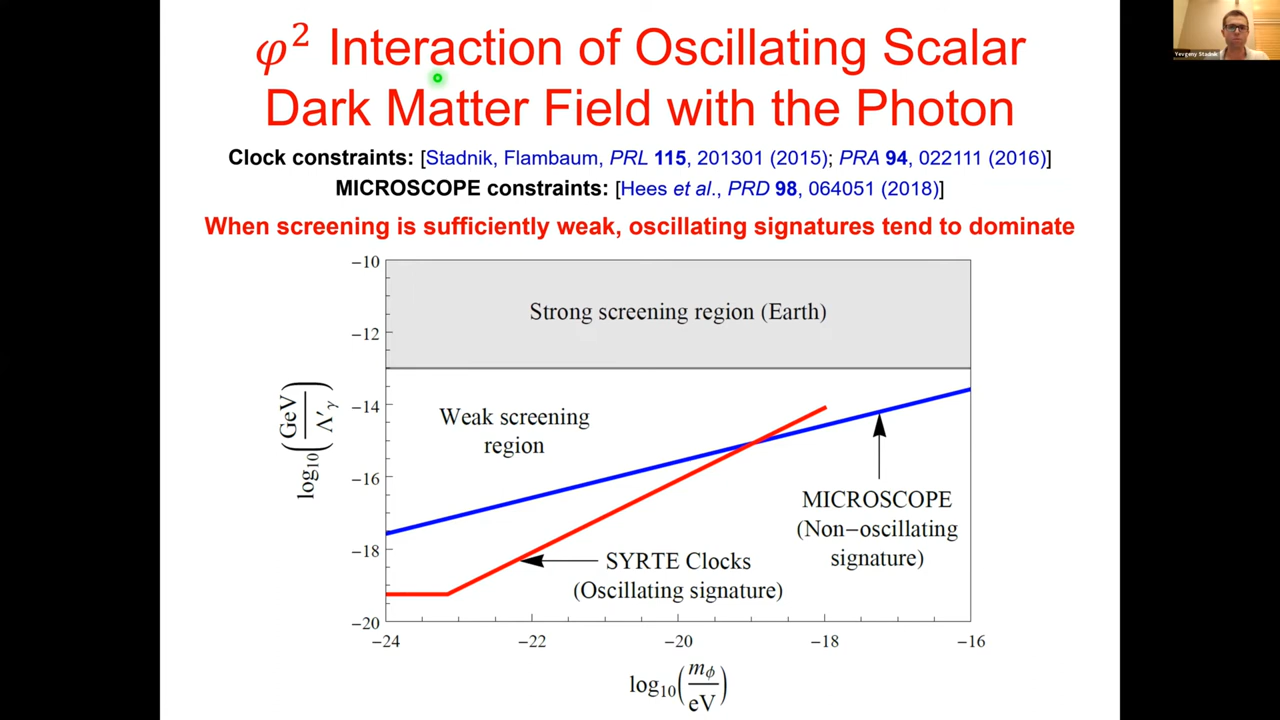 φ² Interaction of Oscillating Scalar
Dark Matter Field with the Photon
Yevgeny Stadnik
Clock constraints: [Stadnik, Flambaum, PRL 115, 201301 (2015); PRA 94, 022111 (2016)]
MICROSCOPE constraints: [Hees et al., PRD 98, 064051 (2018)]
When screening is sufficiently weak, oscillating signatures tend to dominate
−10
Strong screening region (Earth)
−12
−14
Weak screening
region
log₁₀(GeV/Λ′γ)
−16
MICROSCOPE
(Non−oscillating
signature)
−18
SYRTE Clocks
(Oscillating signature)
−20
−24 −22 −20 −18 −16
log₁₀(mϕ/eV)